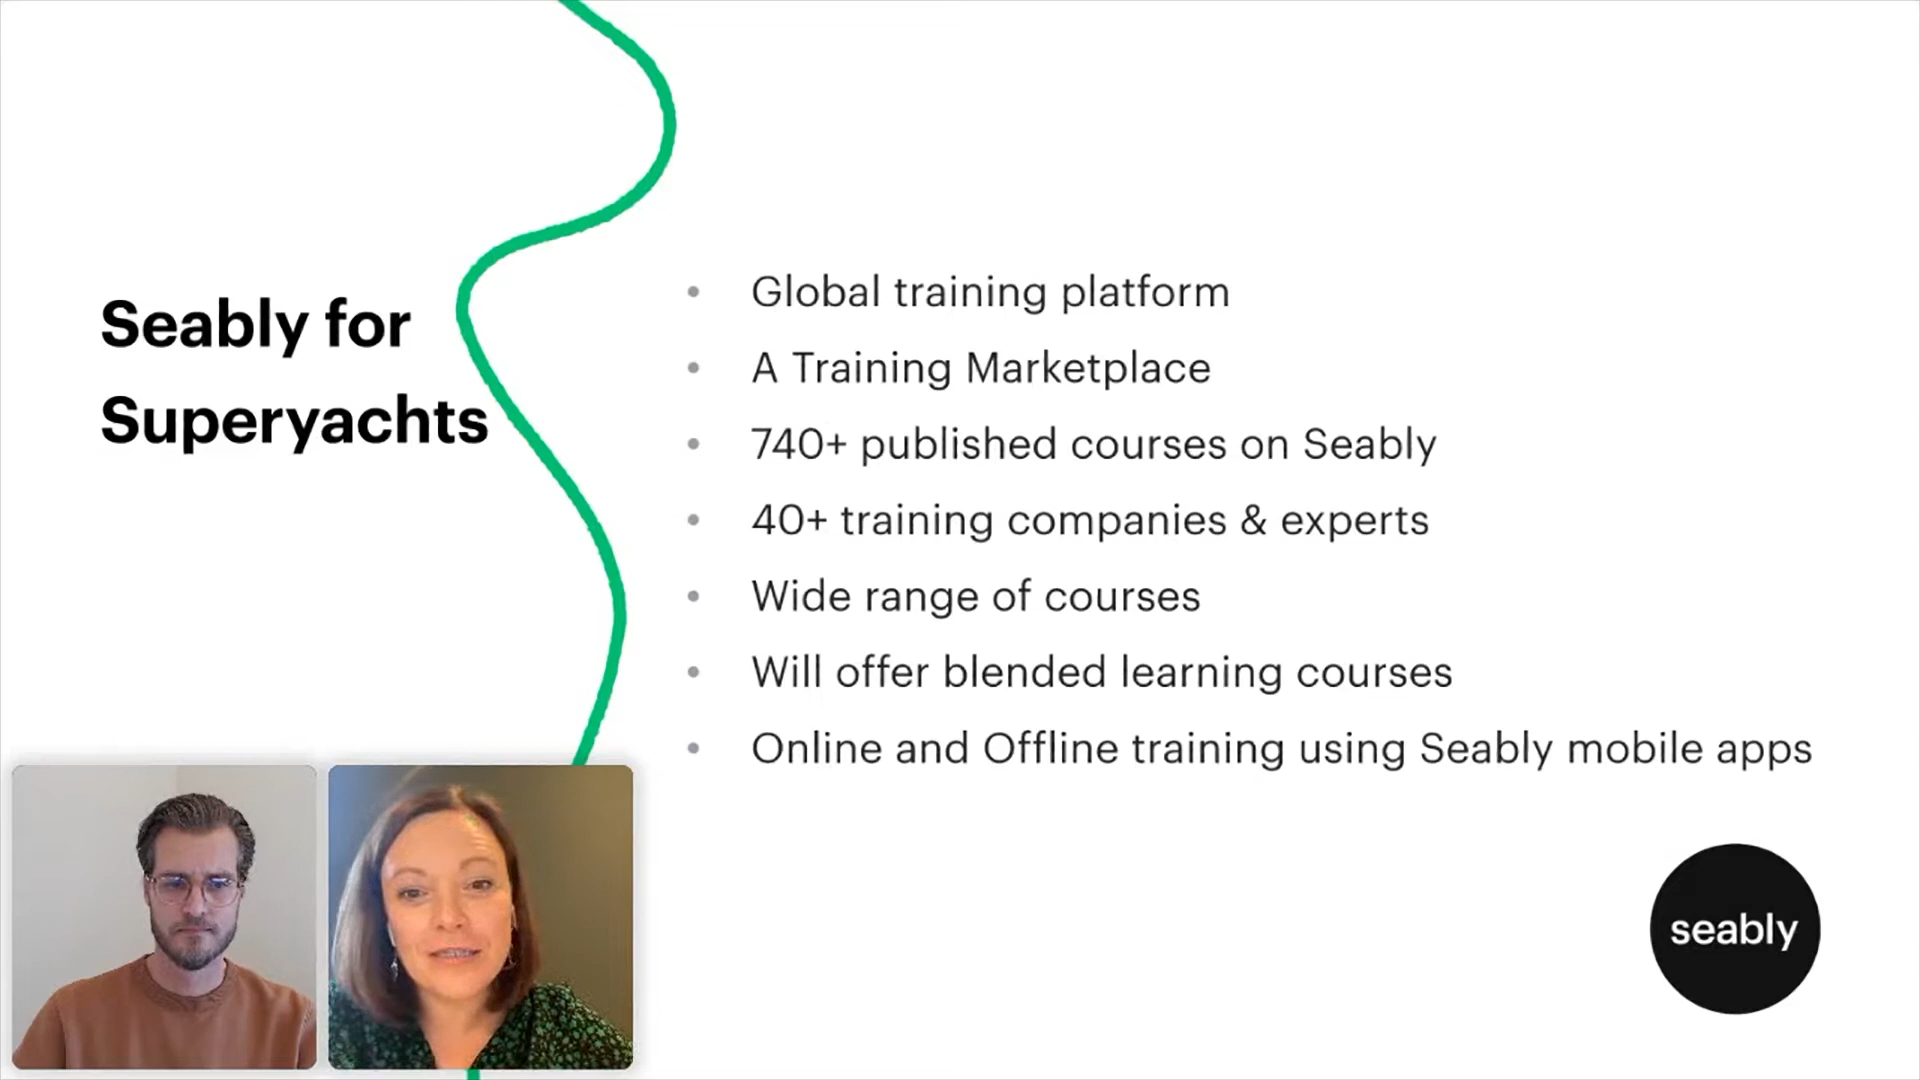 Seably for
Superyachts
Global training platform
A Training Marketplace
740+ published courses on Seably
40+ training companies & experts
Wide range of courses
Will offer blended learning courses
Online and Offline training using Seably mobile apps
seably